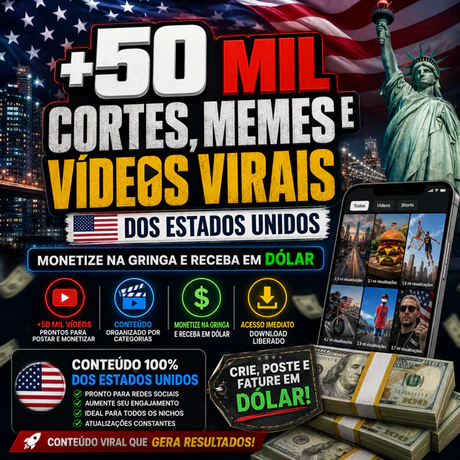 +50 MIL
CORTES, MEMES E
VÍDEOS VIRAIS
DOS ESTADOS UNIDOS
MONETIZE NA GRINGA E RECEBA EM DÓLAR
+50 MIL VÍDEOS
PRONTOS PARA
POSTAR E MONETIZAR
CONTEÚDO
ORGANIZADO POR
CATEGORIAS
$
MONETIZE NA GRINGA
E RECEBA EM DÓLAR
ACESSO IMEDIATO
DOWNLOAD
LIBERADO
Todos Vídeos Shorts
CONTEÚDO 100%
DOS ESTADOS UNIDOS
PRONTO PARA REDES SOCIAIS
AUMENTE SEU ENGAJAMENTO
IDEAL PARA TODOS OS NICHOS
ATUALIZAÇÕES CONSTANTES
CRIE, POSTE E
FATURE EM
DÓLAR!
100
CONTEÚDO VIRAL QUE GERA RESULTADOS!